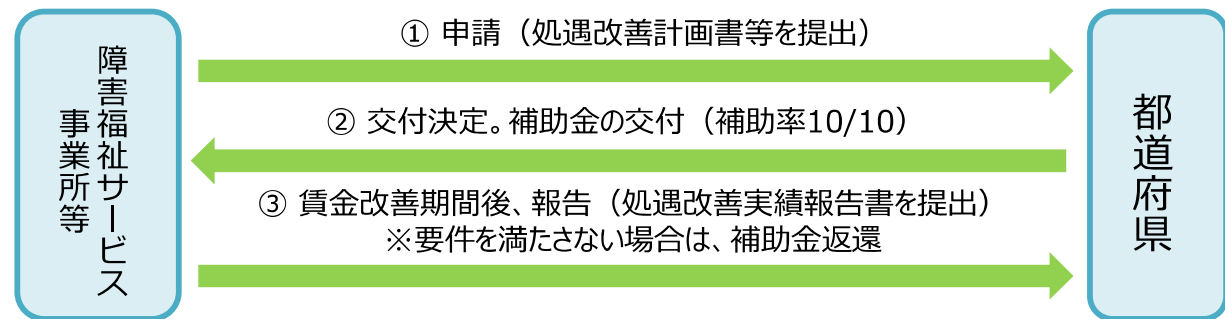 障害福祉サービス
事業所等
① 申請（処遇改善計画書等を提出）
② 交付決定。補助金の交付（補助率10/10）
③ 賃金改善期間後、報告（処遇改善実績報告書を提出）
※要件を満たさない場合は、補助金返還
都道府県